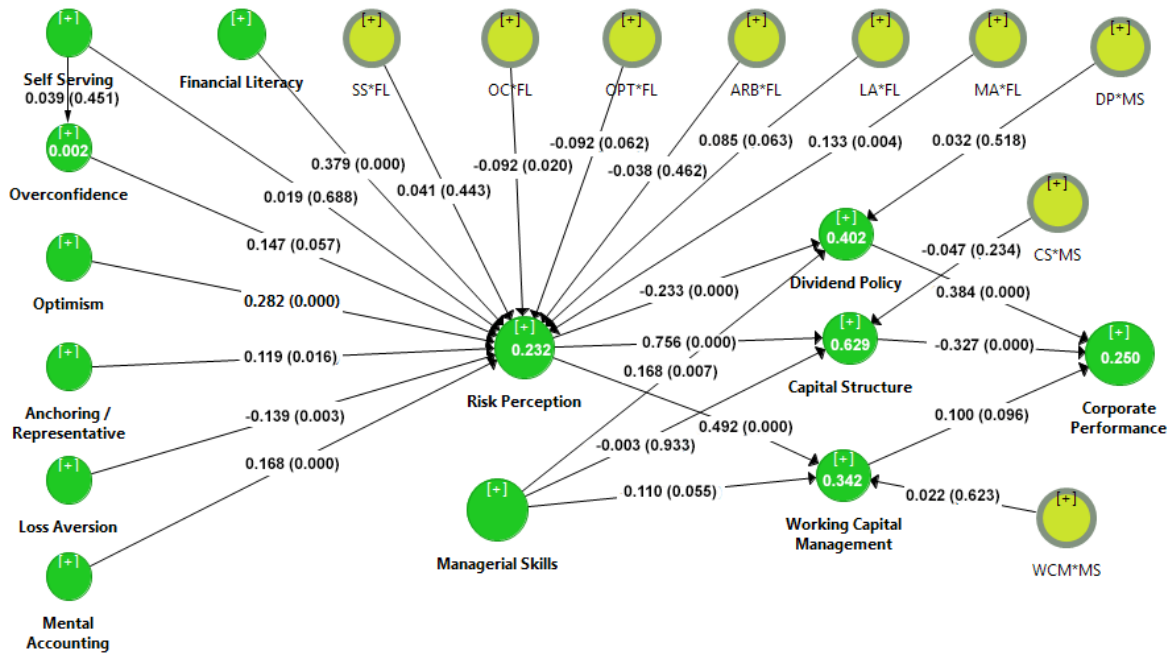 [+]
[+]
[+]
[+]
[+]
[+]
[+]
[+]
[+]
Self Serving
Financial Literacy
SS*FL
OC*FL
OPT*FL
ARB*FL
LA*FL
MA*FL
DP*MS
0.039 (0.451)
[+]
0.002
Overconfidence
0.379 (0.000)
0.019 (0.688)
0.041 (0.443)
-0.092 (0.020)
-0.092 (0.062)
-0.038 (0.462)
0.085 (0.063)
0.133 (0.004)
0.032 (0.518)
[+]
CS*MS
-0.047 (0.234)
0.147 (0.057)
[+]
Optimism
0.282 (0.000)
[+]
0.402
Dividend Policy
-0.233 (0.000)
0.384 (0.000)
[+]
0.232
Risk Perception
0.756 (0.000)
0.168 (0.007)
[+]
0.629
Capital Structure
-0.327 (0.000)
[+]
0.250
Corporate
Performance
[+]
Anchoring /
Representative
0.119 (0.016)
-0.139 (0.003)
0.492 (0.000)
-0.003 (0.933)
0.100 (0.096)
[+]
Loss Aversion
0.168 (0.000)
[+]
Managerial Skills
0.110 (0.055)
[+]
0.342
Working Capital
Management
0.022 (0.623)
[+]
WCM*MS
[+]
Mental
Accounting